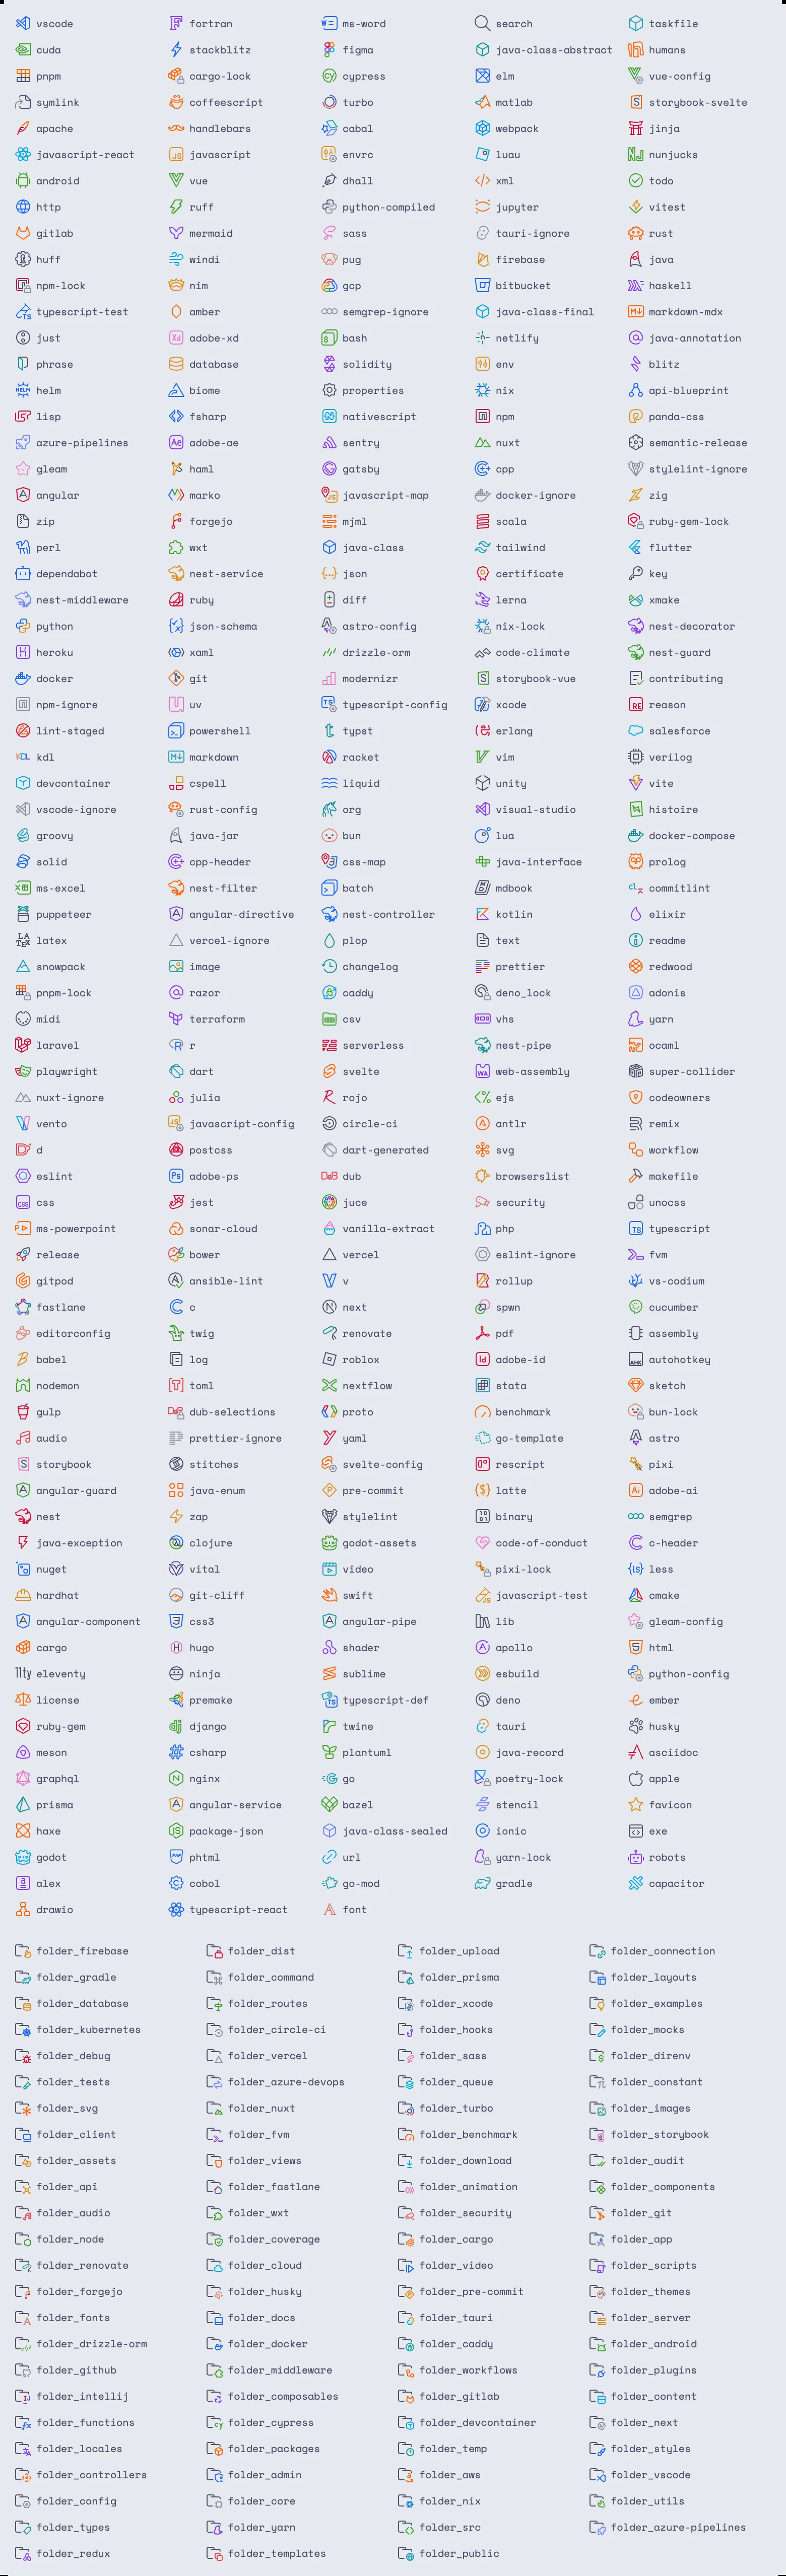 vscode fortran ms-word search taskfile
cuda stackblitz figma java-class-abstract humans
pnpm cargo-lock cypress elm vue-config
symlink coffeescript turbo matlab storybook-svelte
apache handlebars cabal webpack jinja
javascript-react javascript envrc luau nunjucks
android vue dhall xml todo
http ruff python-compiled jupyter vitest
gitlab mermaid sass tauri-ignore rust
huff windi pug firebase java
npm-lock nim gcp bitbucket haskell
typescript-test amber semgrep-ignore java-class-final markdown-mdx
just adobe-xd bash netlify java-annotation
phrase database solidity env blitz
helm biome properties nix api-blueprint
lisp fsharp nativescript npm panda-css
azure-pipelines adobe-ae sentry nuxt semantic-release
gleam haml gatsby cpp stylelint-ignore
angular marko javascript-map docker-ignore zig
zip forgejo mjml scala ruby-gem-lock
perl wxt java-class tailwind flutter
dependabot nest-service json certificate key
nest-middleware ruby diff lerna xmake
python json-schema astro-config nix-lock nest-decorator
heroku xaml drizzle-orm code-climate nest-guard
docker git modernizr storybook-vue contributing
npm-ignore uv typescript-config xcode reason
lint-staged powershell typst erlang salesforce
kdl markdown racket vim verilog
devcontainer cspell liquid unity vite
vscode-ignore rust-config org visual-studio histoire
groovy java-jar bun lua docker-compose
solid cpp-header css-map java-interface prolog
ms-excel nest-filter batch mdbook commitlint
puppeteer angular-directive nest-controller kotlin elixir
latex vercel-ignore plop text readme
snowpack image changelog prettier redwood
pnpm-lock razor caddy deno_lock adonis
midi terraform csv vhs yarn
laravel r serverless nest-pipe ocaml
playwright dart svelte web-assembly super-collider
nuxt-ignore julia rojo ejs codeowners
vento javascript-config circle-ci antlr remix
d postcss dart-generated svg workflow
eslint adobe-ps dub browserslist makefile
css jest juce security unocss
ms-powerpoint sonar-cloud vanilla-extract php typescript
release bower vercel eslint-ignore fvm
gitpod ansible-lint v rollup vs-codium
fastlane c next spwn cucumber
editorconfig twig renovate pdf assembly
babel log roblox adobe-id autohotkey
nodemon toml nextflow stata sketch
gulp dub-selections proto benchmark bun-lock
audio prettier-ignore yaml go-template astro
storybook stitches svelte-config rescript pixi
angular-guard java-enum pre-commit latte adobe-ai
nest zap stylelint binary semgrep
java-exception clojure godot-assets code-of-conduct c-header
nuget vital video pixi-lock less
hardhat git-cliff swift javascript-test cmake
angular-component css3 angular-pipe lib gleam-config
cargo hugo shader apollo html
eleventy ninja sublime esbuild python-config
license premake typescript-def deno ember
ruby-gem django twine tauri husky
meson csharp plantuml java-record asciidoc
graphql nginx go poetry-lock apple
prisma angular-service bazel stencil favicon
haxe package-json java-class-sealed ionic exe
godot phtml url yarn-lock robots
alex cobol go-mod gradle capacitor
drawio typescript-react font
folder_firebase folder_dist folder_upload folder_connection
folder_gradle folder_command folder_prisma folder_layouts
folder_database folder_routes folder_xcode folder_examples
folder_kubernetes folder_circle-ci folder_hooks folder_mocks
folder_debug folder_vercel folder_sass folder_direnv
folder_tests folder_azure-devops folder_queue folder_constant
folder_svg folder_nuxt folder_turbo folder_images
folder_client folder_fvm folder_benchmark folder_storybook
folder_assets folder_views folder_download folder_audit
folder_api folder_fastlane folder_animation folder_components
folder_audio folder_wxt folder_security folder_git
folder_node folder_coverage folder_cargo folder_app
folder_renovate folder_cloud folder_video folder_scripts
folder_forgejo folder_husky folder_pre-commit folder_themes
folder_fonts folder_docs folder_tauri folder_server
folder_drizzle-orm folder_docker folder_caddy folder_android
folder_github folder_middleware folder_workflows folder_plugins
folder_intellij folder_composables folder_gitlab folder_content
folder_functions folder_cypress folder_devcontainer folder_next
folder_locales folder_packages folder_temp folder_styles
folder_controllers folder_admin folder_aws folder_vscode
folder_config folder_core folder_nix folder_utils
folder_types folder_yarn folder_src folder_azure-pipelines
folder_redux folder_templates folder_public